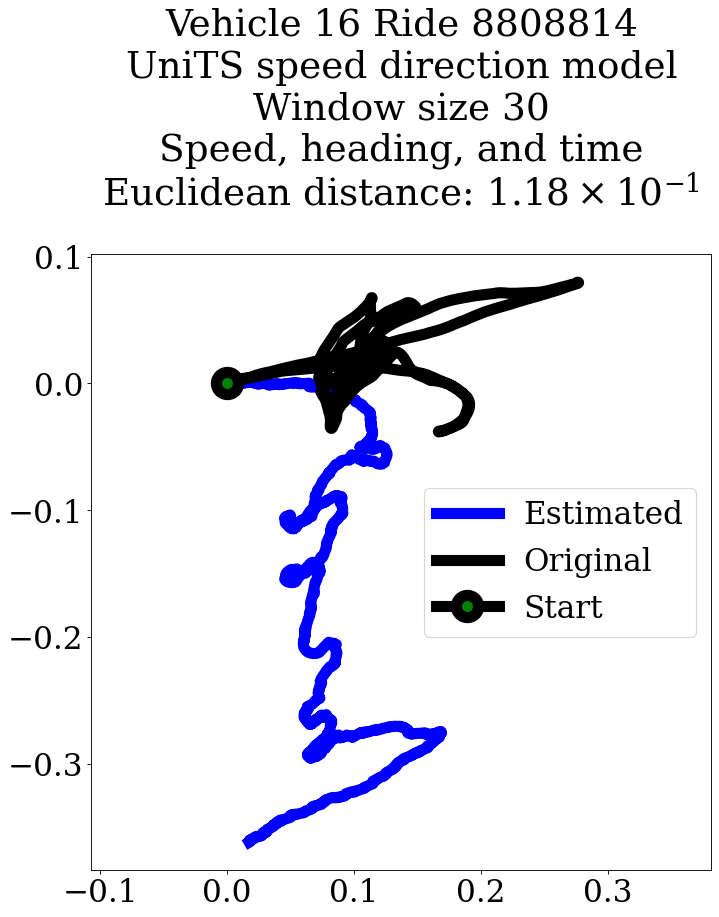 Vehicle 16 Ride 8808814
UniTS speed direction model
Window size 30
Speed, heading, and time
Euclidean distance: 1.18 × 10⁻¹
0.1
0.0
−0.1
−0.2
−0.3
Estimated
Original
Start
−0.1 0.0 0.1 0.2 0.3